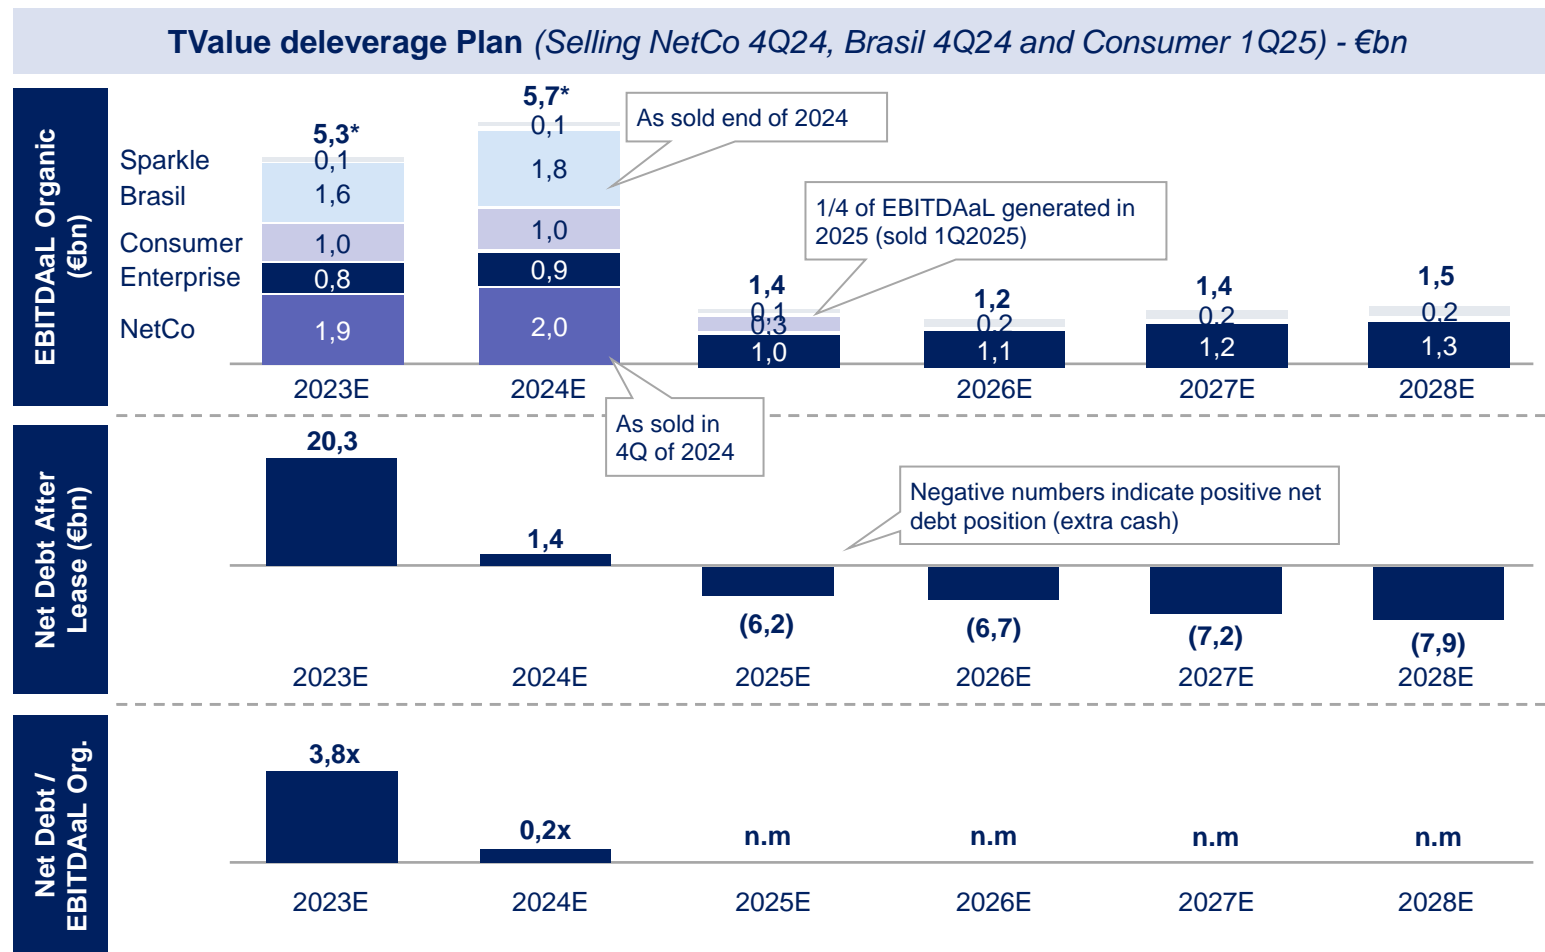 TValue deleverage Plan (Selling NetCo 4Q24, Brasil 4Q24 and Consumer 1Q25) - €bn
EBITDAaL Organic
(€bn)
Sparkle
Brasil
Consumer
Enterprise
NetCo
5,3*
0,1
1,6
1,0
0,8
1,9
5,7*
0,1
1,8
1,0
0,9
2,0
As sold end of 2024
1/4 of EBITDAaL generated in
2025 (sold 1Q2025)
1,4
0,1
0,3
1,0
1,2
0,2
1,1
1,4
0,2
1,2
1,5
0,2
1,3
2023E
2024E
2026E
2027E
2028E
As sold in
4Q of 2024
Net Debt After
Lease (€bn)
20,3
1,4
Negative numbers indicate positive net
debt position (extra cash)
(6,2)
(6,7)
(7,2)
(7,9)
2023E
2024E
2025E
2026E
2027E
2028E
Net Debt /
EBITDAaL Org.
3,8x
0,2x
n.m
n.m
n.m
n.m
2023E
2024E
2025E
2026E
2027E
2028E